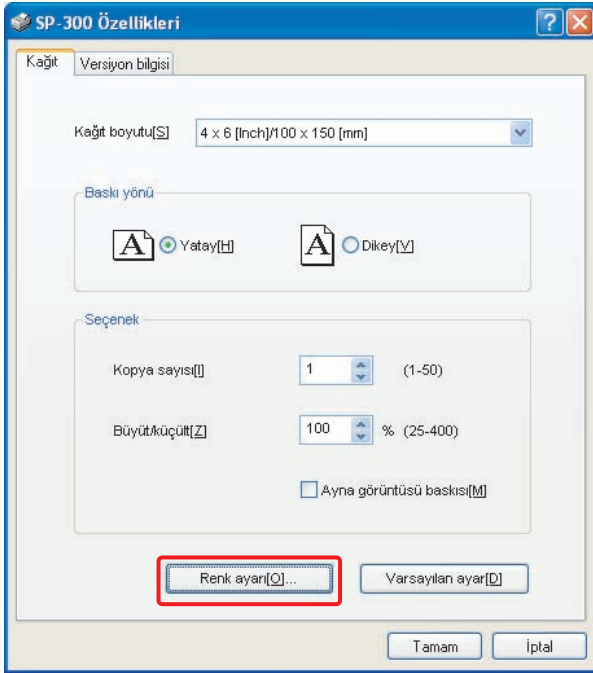 SP-300 Özellikleri
Kağıt
Versiyon bilgisi
Kağıt boyutu[S]
4 x 6 [Inch]/100 x 150 [mm]
Baskı yönü
A
Yatay[H]
A
Dikey[V]
Seçenek
Kopya sayısı[I]
1
(1-50)
Büyüt/küçült[Z]
100
% (25-400)
Ayna görüntüsü baskısı[M]
Renk ayarı[O]...
Varsayılan ayar[D]
Tamam
İptal